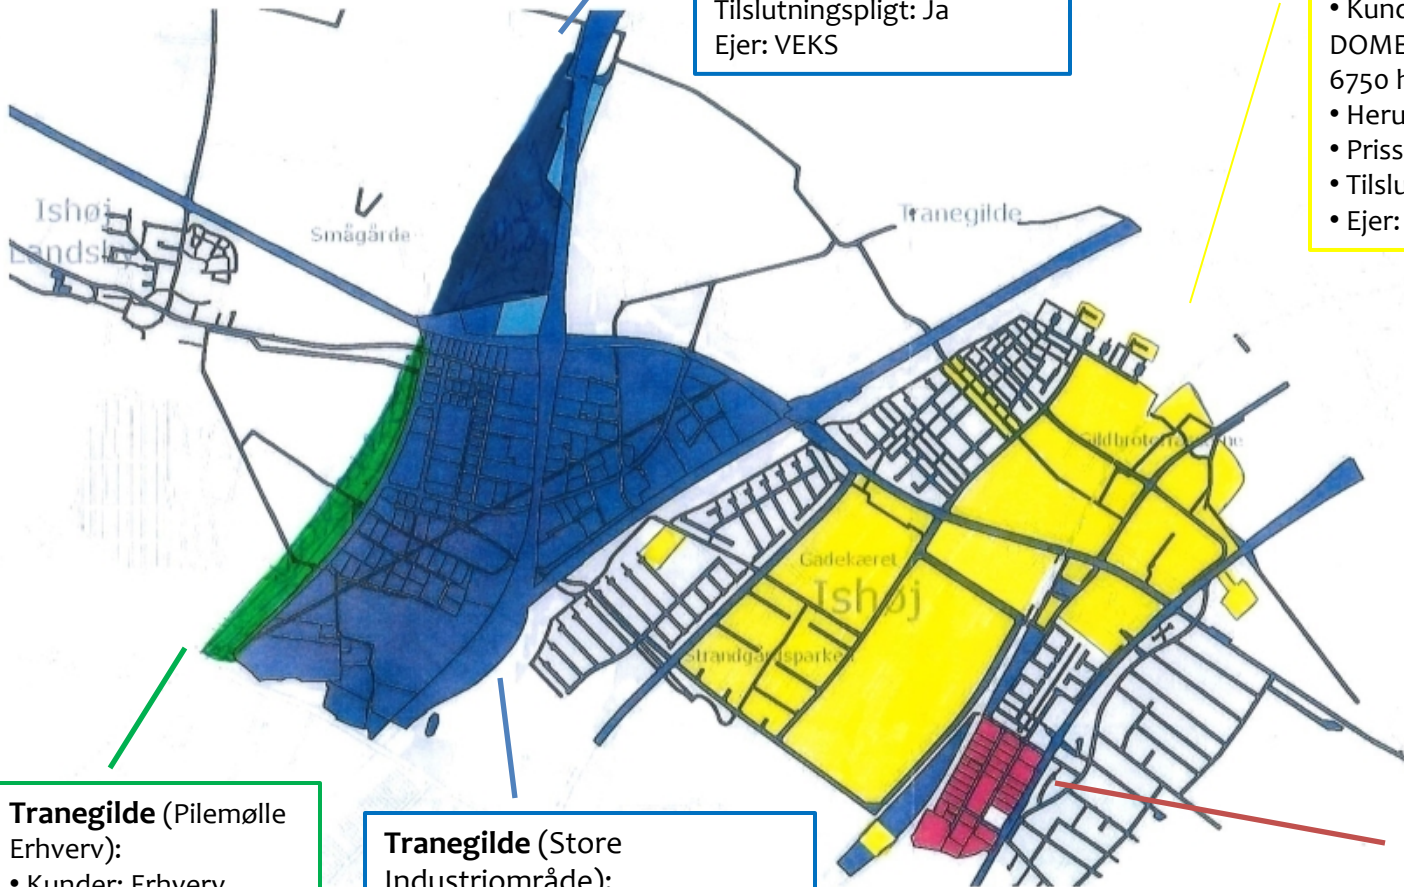 Tilslutningspligt: Ja
Ejer: VEKS
• Kund
DOME
6750 h
• Heru
• Priss
• Tilslu
• Ejer:
Ishøj
Landsby
Smågårde
Tranegilde
Gadekæret
Ishøj
Strandgårdsparken
Tranegilde (Pilemølle
Erhverv):
• Kunder: Erhverv
Tranegilde (Store
Industriområde):